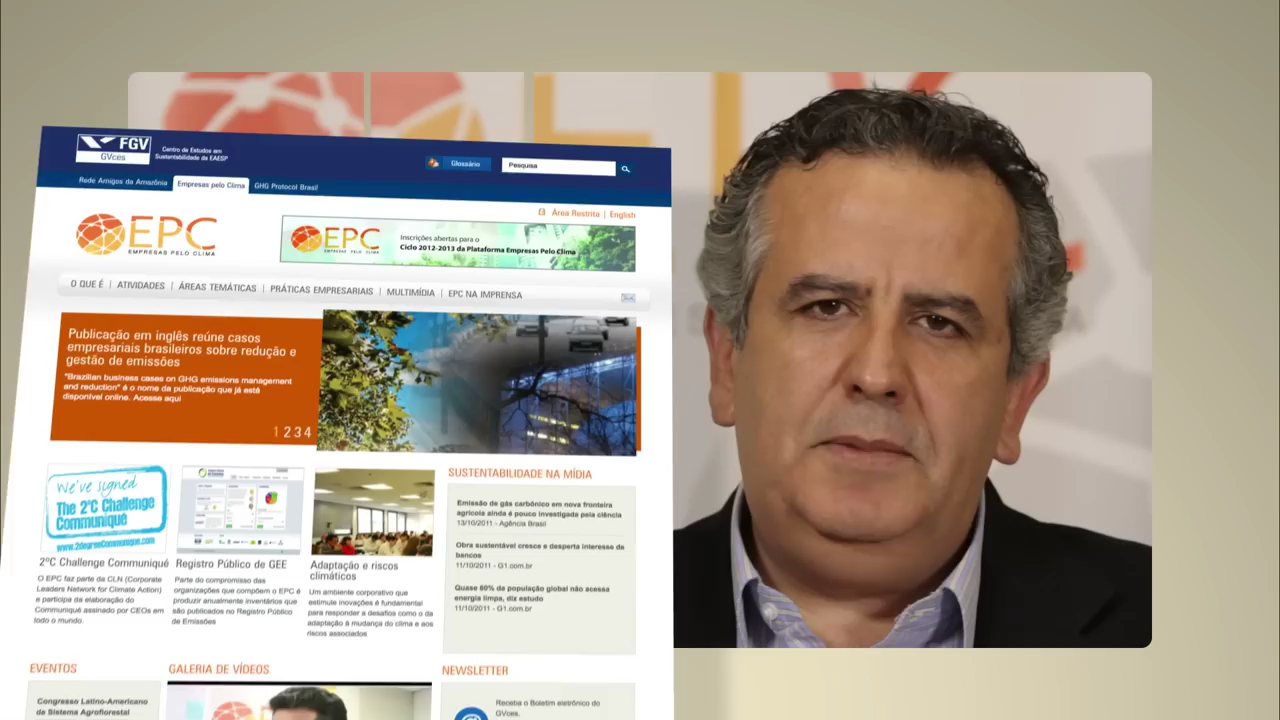 FGV
GVces
Centro de Estudos em
Sustentabilidade da EAESP
Glossário
Pesquisa
Rede Amigos da Amazônia
Empresas pelo Clima
GHG Protocol Brasil
Área Restrita | English
EPC
EMPRESAS PELO CLIMA
EPC
EMPRESAS PELO CLIMA
Inscrições abertas para o
Ciclo 2012-2013 da Plataforma Empresas Pelo Clima
O QUE É | ATIVIDADES | ÁREAS TEMÁTICAS | PRÁTICAS EMPRESARIAIS | MULTIMÍDIA | EPC NA IMPRENSA
Publicação em inglês reúne casos
empresariais brasileiros sobre redução e
gestão de emissões
"Brazilian business cases on GHG emissions management
and reduction" é o nome da publicação que já está
disponível online. Acesse aqui
1 2 3 4
We've signed
The 2°C Challenge
Communiqué
www.2degreeCommunique.com
2ºC Challenge Communiqué
O EPC faz parte da CLN (Corporate
Leaders Network for Climate Action)
e participa da elaboração do
Communiqué assinado por CEOs em
todo o mundo.
Registro Público de GEE
Parte do compromisso das
organizações que compõem o EPC é
produzir anualmente inventários que
são publicados no Registro Público
de Emissões
Adaptação e riscos
climáticos
Um ambiente corporativo que
estimule inovações é fundamental
para responder a desafios como o da
adaptação à mudança do clima e aos
riscos associados
SUSTENTABILIDADE NA MÍDIA
Emissão de gás carbônico em nova fronteira
agrícola ainda é pouco investigada pela ciência
13/10/2011 - Agência Brasil
Obra sustentável cresce e desperta interesse de
bancos
11/10/2011 - G1.com.br
Quase 60% da população global não acessa
energia limpa, diz estudo
11/10/2011 - G1.com.br
EVENTOS
Congresso Latino-Americano
de Sistema Agroflorestal
GALERIA DE VÍDEOS
EPC
NEWSLETTER
Receba o Boletim eletrônico do
GVces.